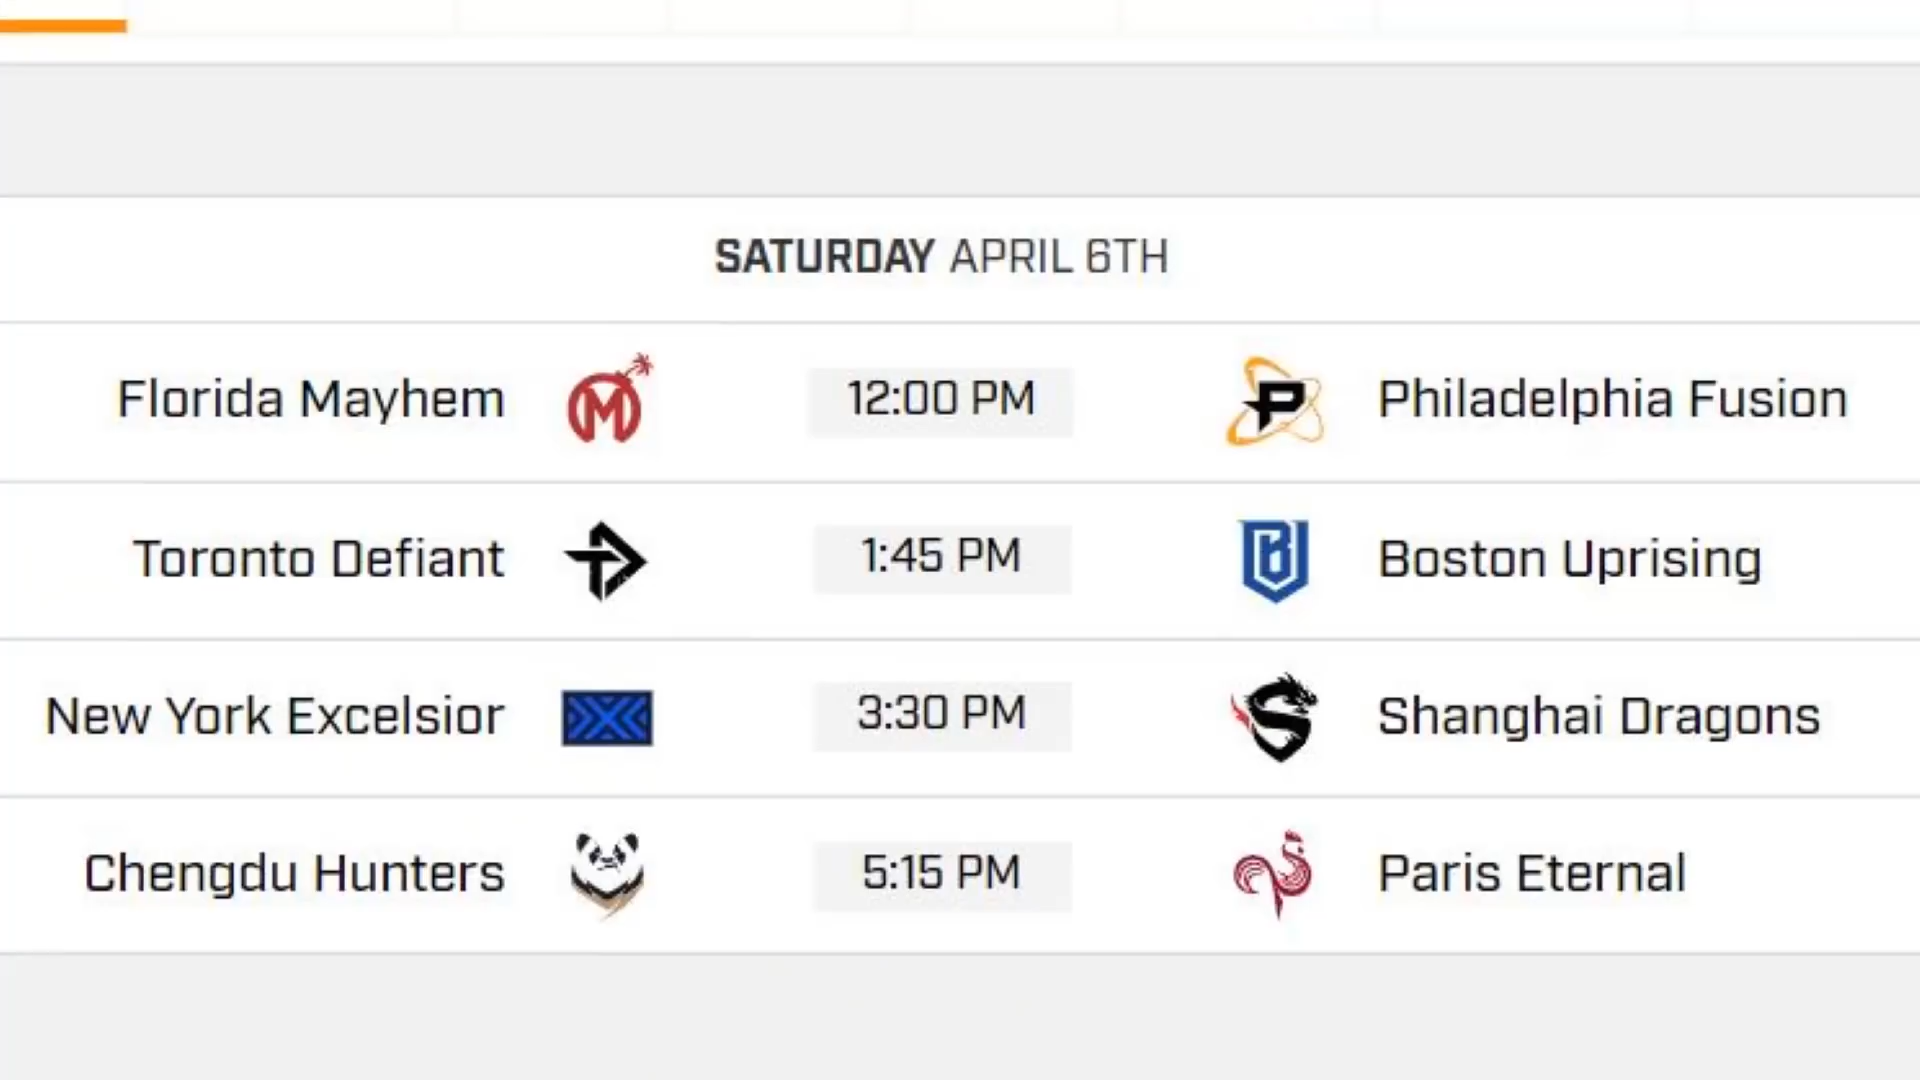 SATURDAY APRIL 6TH
Florida Mayhem 12:00 PM Philadelphia Fusion
Toronto Defiant 1:45 PM Boston Uprising
New York Excelsior 3:30 PM Shanghai Dragons
Chengdu Hunters 5:15 PM Paris Eternal